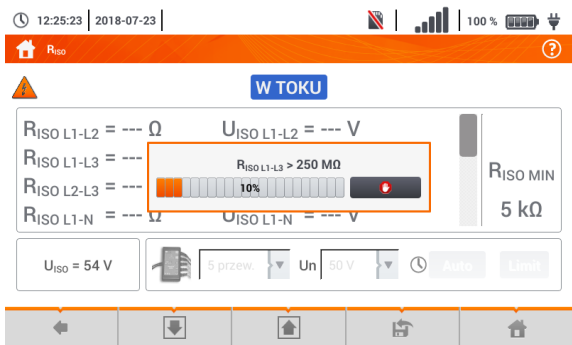 12:25:23 2018-07-23 100 %
RISO ?
W TOKU
RISO L1-L2 = --- Ω UISO L1-L2 = --- V
RISO L1-L3 = ---
RISO L1-L3 > 250 MΩ
RISO MIN
RISO L2-L3 = ---
10%
RISO L1-N = --- Ω UISO L1-N = --- V
5 kΩ
UISO = 54 V 5 przew. Un 50 V Auto Limit